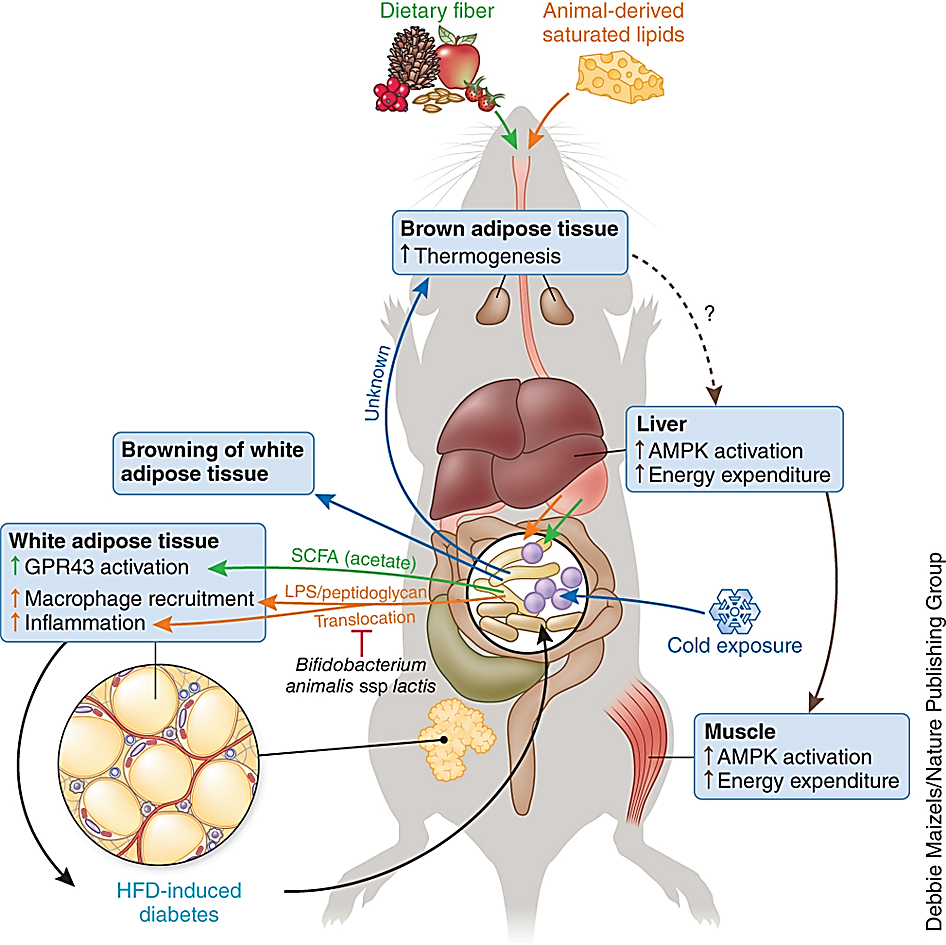 Dietary fiber
Animal-derived
saturated lipids
Brown adipose tissue
↑ Thermogenesis
?
Unknown
Liver
↑ AMPK activation
↑ Energy expenditure
Browning of white
adipose tissue
White adipose tissue
↑ GPR43 activation
↑ Macrophage recruitment
↑ Inflammation
SCFA (acetate)
LPS/peptidoglycan
Translocation
Bifidobacterium
animalis ssp lactis
Cold exposure
Muscle
↑ AMPK activation
↑ Energy expenditure
HFD-induced
diabetes
Debbie Maizels/Nature Publishing Group